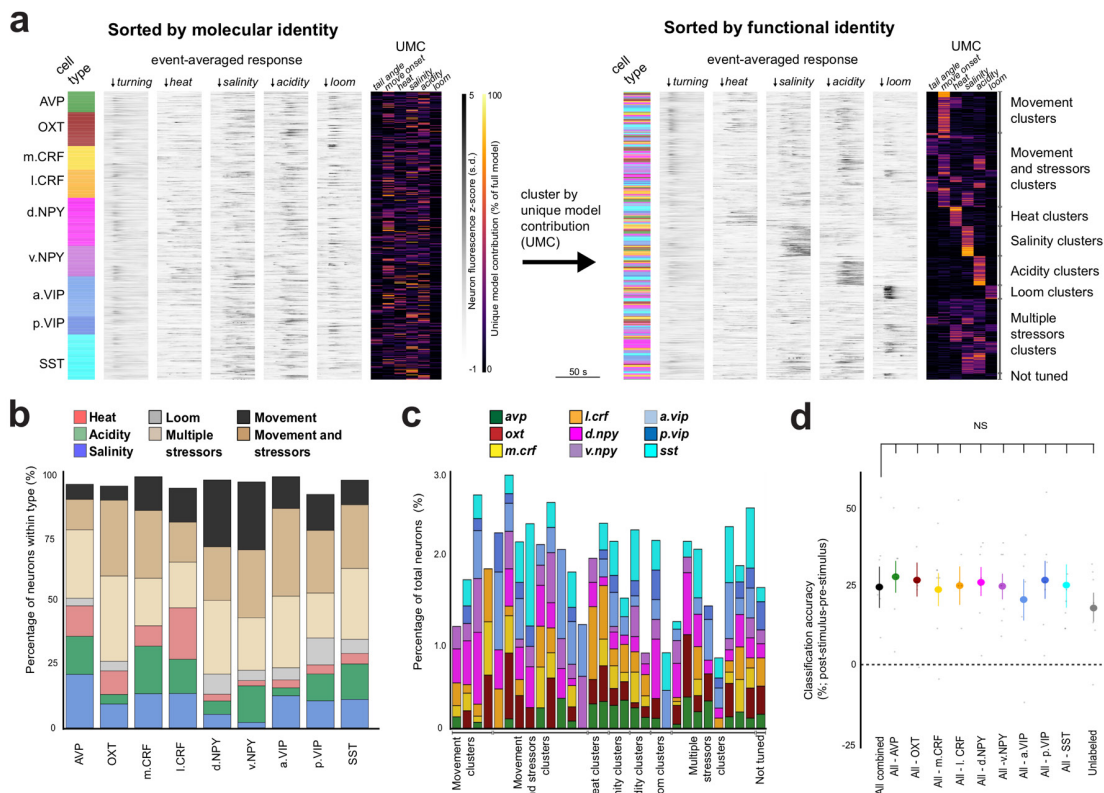 a
Sorted by molecular identity
cell type
event-averaged response
UMC
↓turning ↓heat ↓salinity ↓acidity ↓loom
tail angle
move onset
heat
salinity
acidity
loom
AVP
OXT
m.CRF
l.CRF
d.NPY
v.NPY
a.VIP
p.VIP
SST
5
-1
Neuron fluorescence z-score (s.d.)
100
0
Unique model contribution (% of full model)
cluster by
unique model
contribution
(UMC)
50 s
Sorted by functional identity
cell type
event-averaged response
UMC
↓turning ↓heat ↓salinity ↓acidity ↓loom
tail angle
move onset
heat
salinity
acidity
loom
Movement
clusters
Movement
and stressors
clusters
Heat clusters
Salinity clusters
Acidity clusters
Loom clusters
Multiple
stressors
clusters
Not tuned
b
Heat
Acidity
Salinity
Loom
Multiple
stressors
Movement
Movement and
stressors
Percentage of neurons within type (%)
100
75
50
25
0
AVP
OXT
m.CRF
l.CRF
d.NPY
v.NPY
a.VIP
p.VIP
SST
c
avp
oxt
m.crf
l.crf
d.npy
v.npy
a.vip
p.vip
sst
Percentage of total neurons (%)
3.0
2.0
1.0
0
Movement
clusters
Movement
nd stressors
clusters
Heat clusters
inity clusters
idity clusters
om clusters
Multiple
stressors
clusters
Not tuned
d
NS
Classification accuracy
(%; post-stimulus-pre-stimulus)
50
25
0
-25
All combined
All - AVP
All - OXT
All - m.CRF
All - l. CRF
All - d.NPY
All -v.NPY
All - a.VIP
All - p.VIP
All - SST
Unlabeled